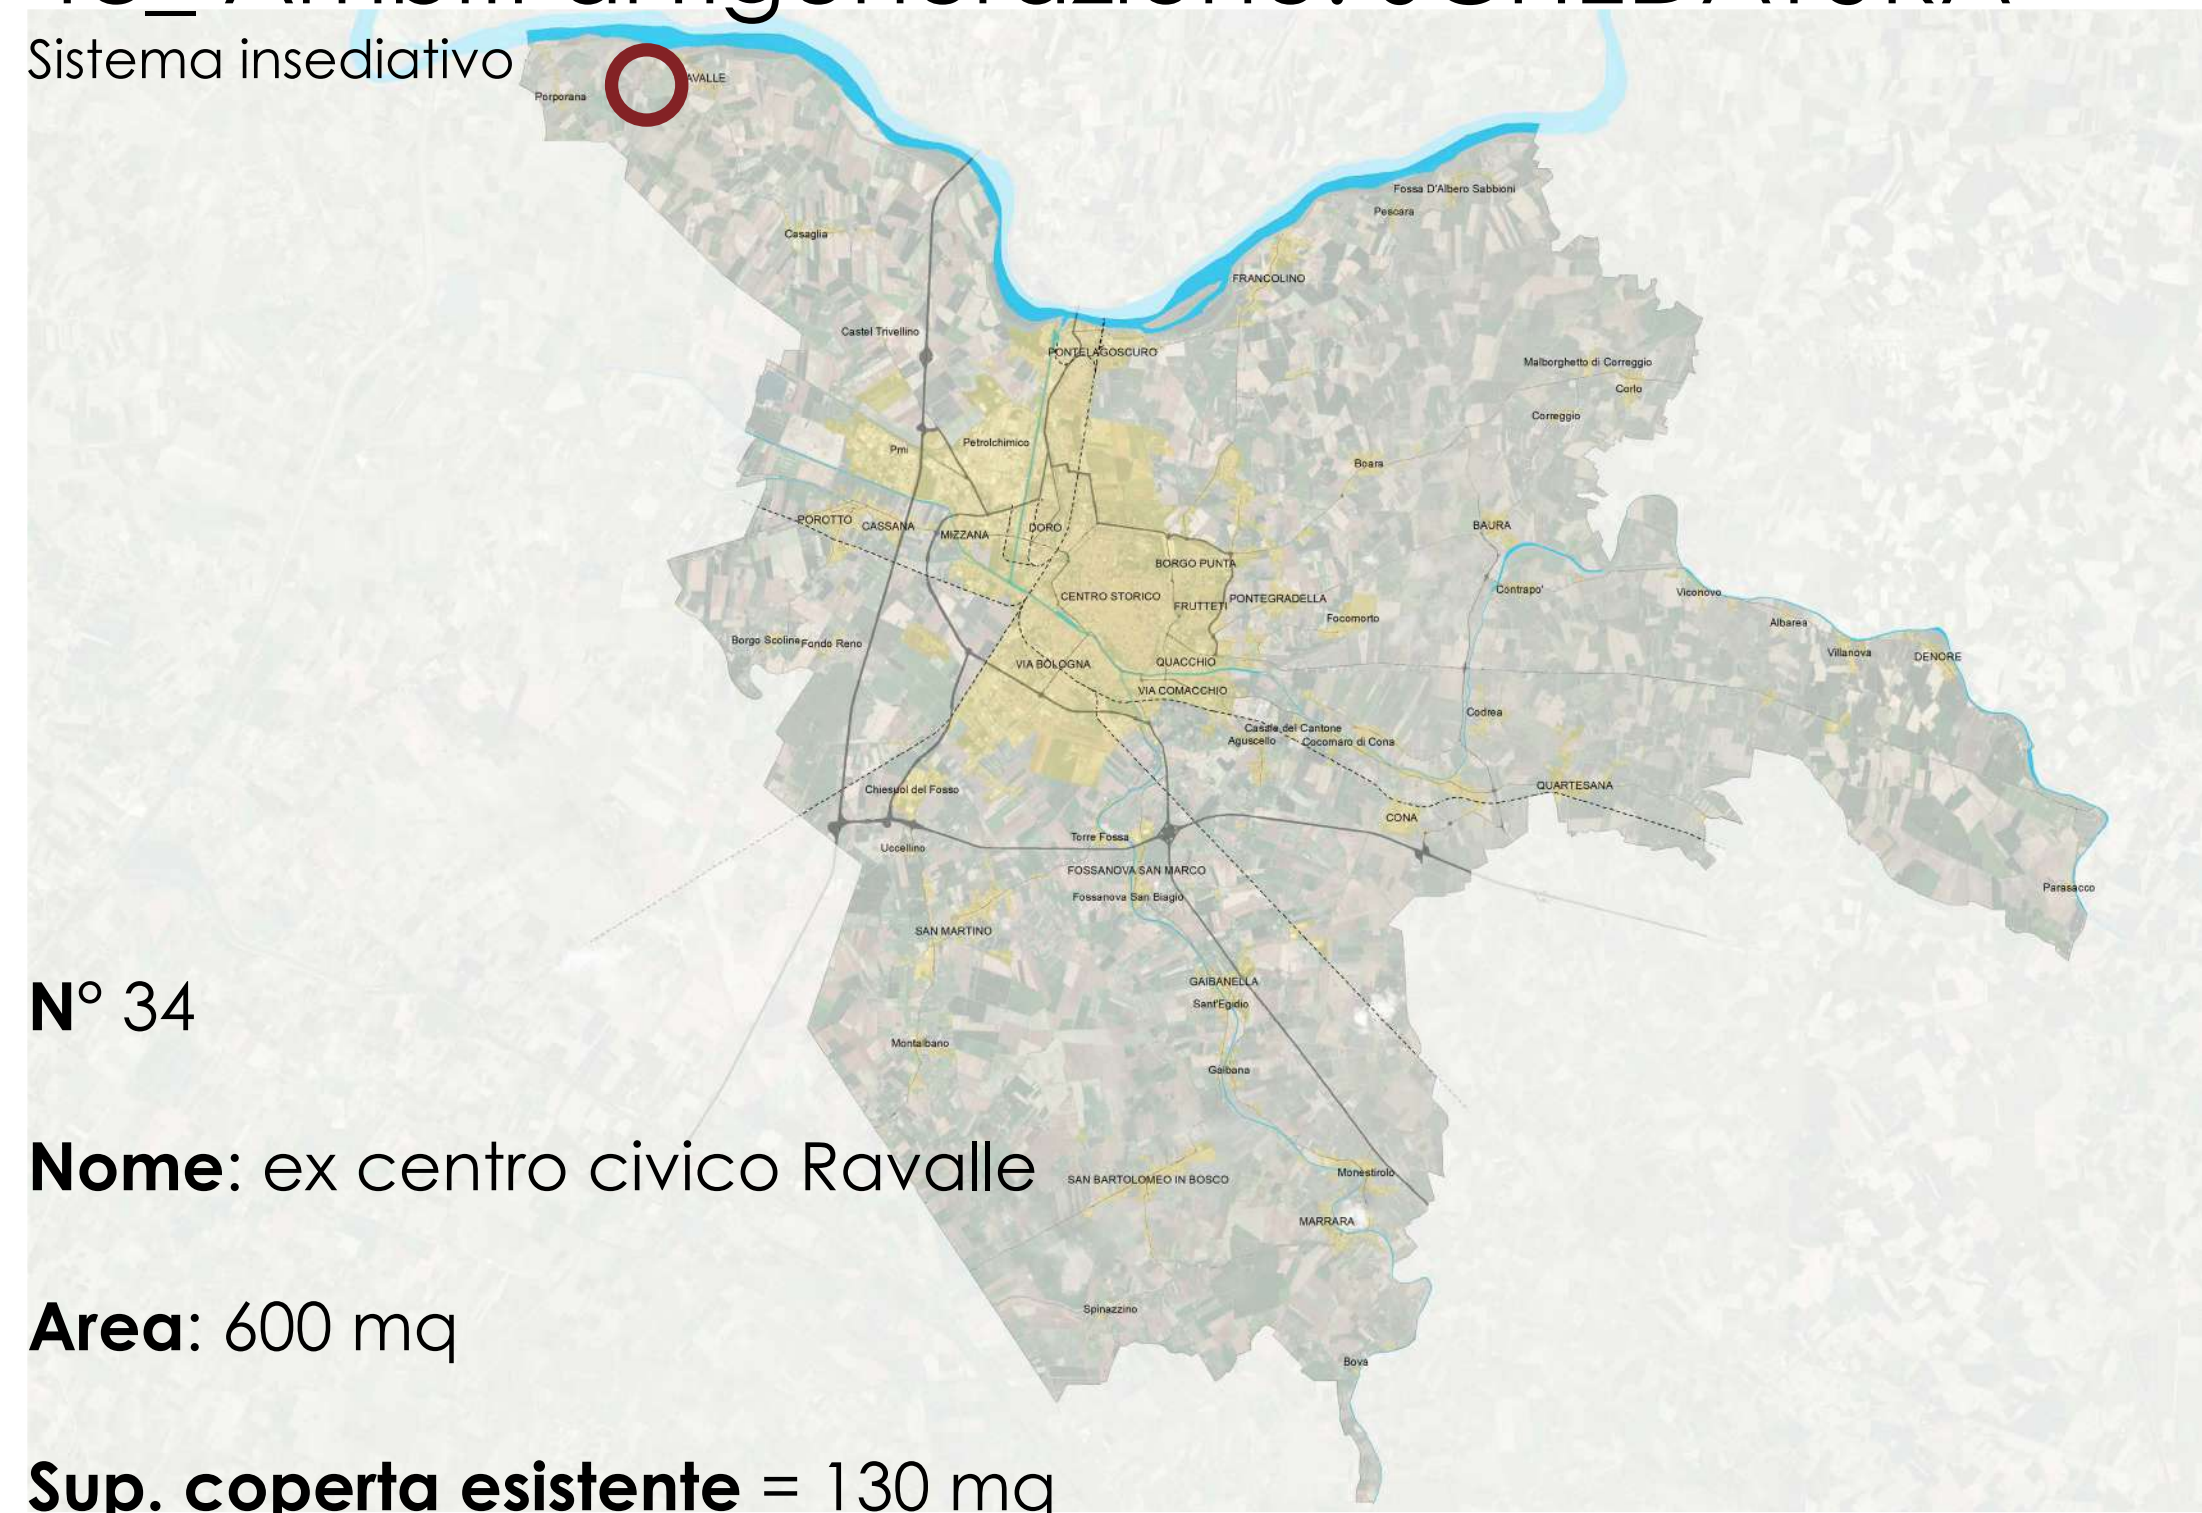 Sistema insediativo
AVALLE
Porporana
Fossa D'Albero Sabbioni
Pescara
Casaglia
FRANCOLINO
Castel Trivellino
PONTELAGOSCURO
Malborghetto di Correggio
Corlo
Correggio
Petrolchimico
Pmi
Boara
POROTTO
CASSANA
MIZZANA
DORO
BAURA
BORGO PUNTA
CENTRO STORICO
FRUTTETI
PONTEGRADELLA
Focomorto
Contrapo'
Viconovo
Albarea
Villanova
DENORE
Borgo Scoline
Fondo Reno
VIA BOLOGNA
QUACCHIO
VIA COMACCHIO
Codrea
del Cantone
Aguscello
Cocomaro di Cona
Chiesuol del Fosso
QUARTESANA
CONA
Torre Fossa
Uccellino
FOSSANOVA SAN MARCO
Fossanova San Biagio
Parasacco
SAN MARTINO
GAIBANELLA
Sant'Egidio
N° 34
Montalbano
Gaibana
Nome: ex centro civico Ravalle
SAN BARTOLOMEO IN BOSCO
Monestirolo
MARRARA
Area: 600 mq
Spinazzino
Bova
Sup. coperta esistente = 130 mq